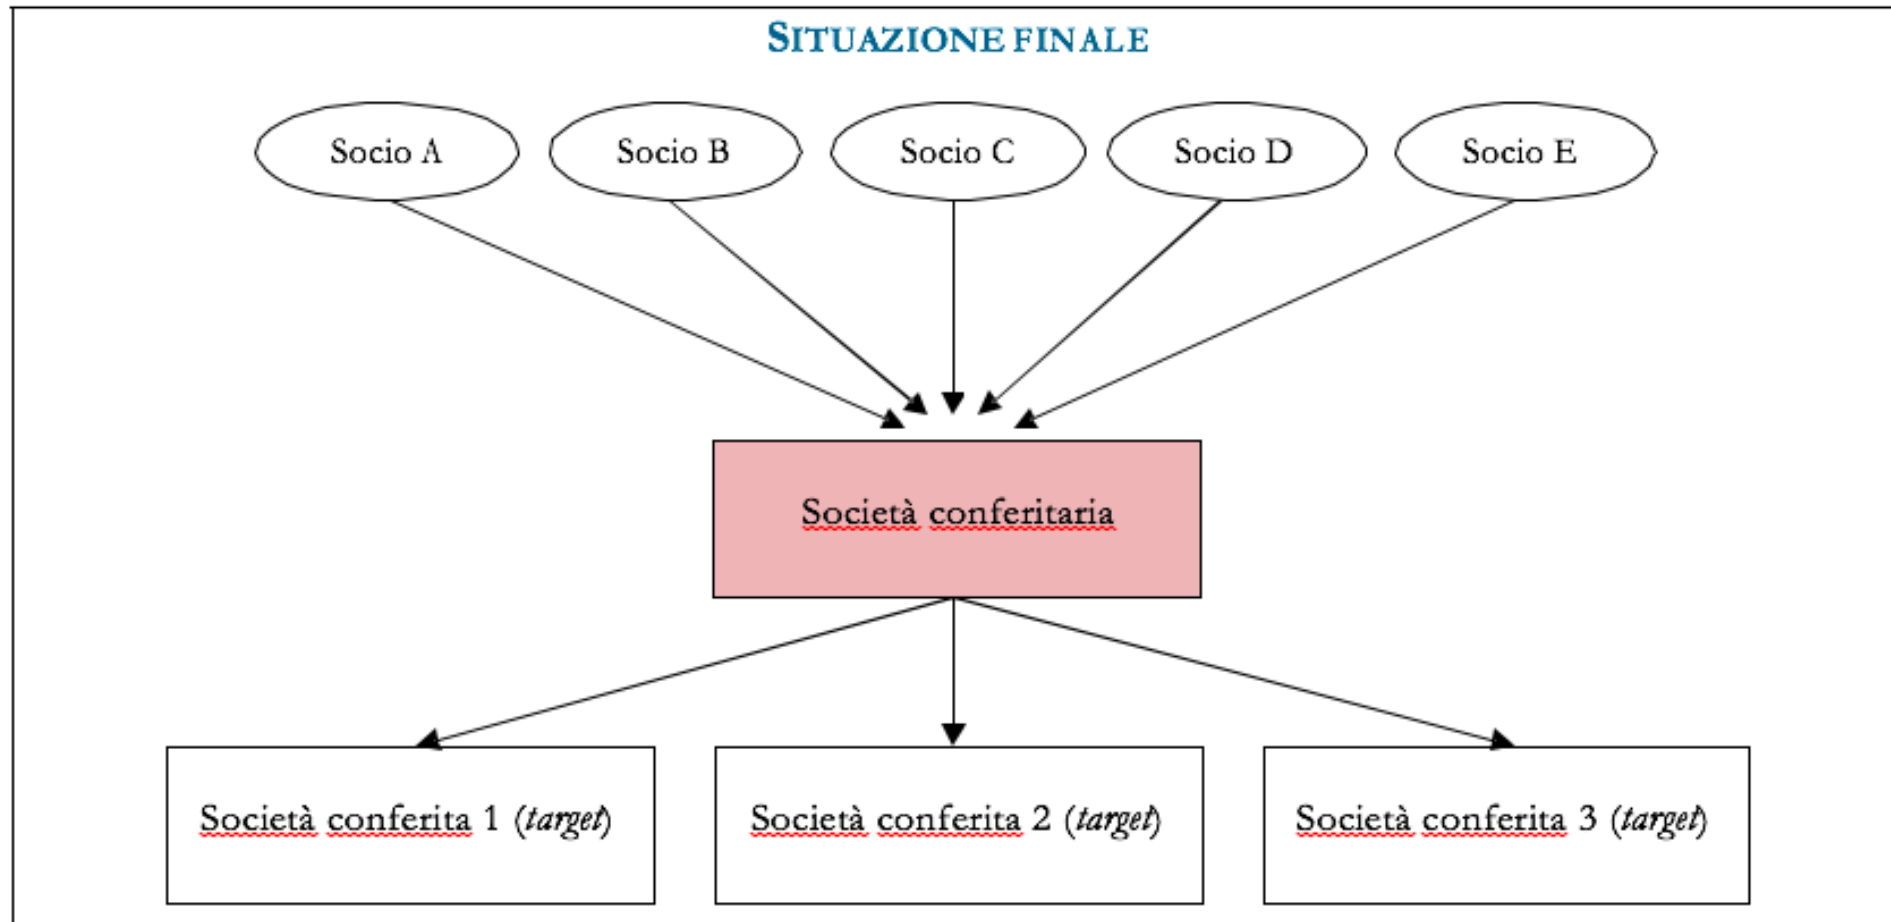 SITUAZIONE FINALE
Socio A
Socio B
Socio C
Socio D
Socio E
Società conferitaria
Società conferita 1 (target)
Società conferita 2 (target)
Società conferita 3 (target)